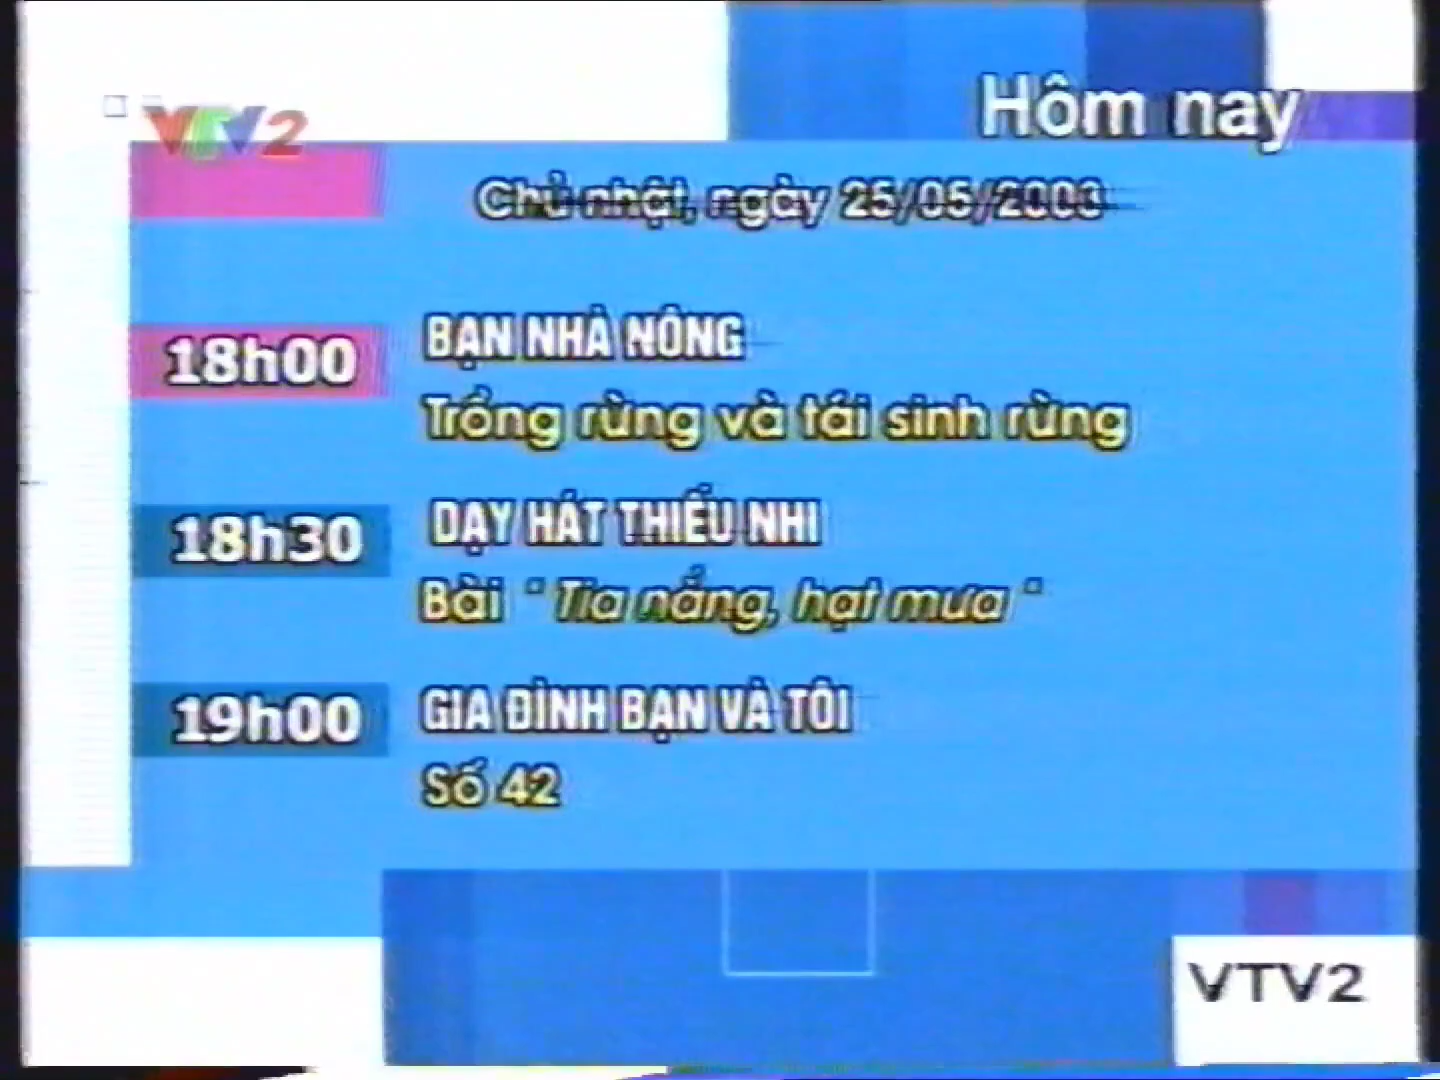 Hôm nay
VTV2
Chủ nhật, ngày 25/05/2003
18h00
BẠN NHÀ NÔNG
Trồng rừng và tái sinh rừng
18h30
DẠY HÁT THIẾU NHI
Bài " Tia nắng, hạt mưa "
19h00
GIA ĐÌNH BẠN VÀ TÔI
Số 42
VTV2